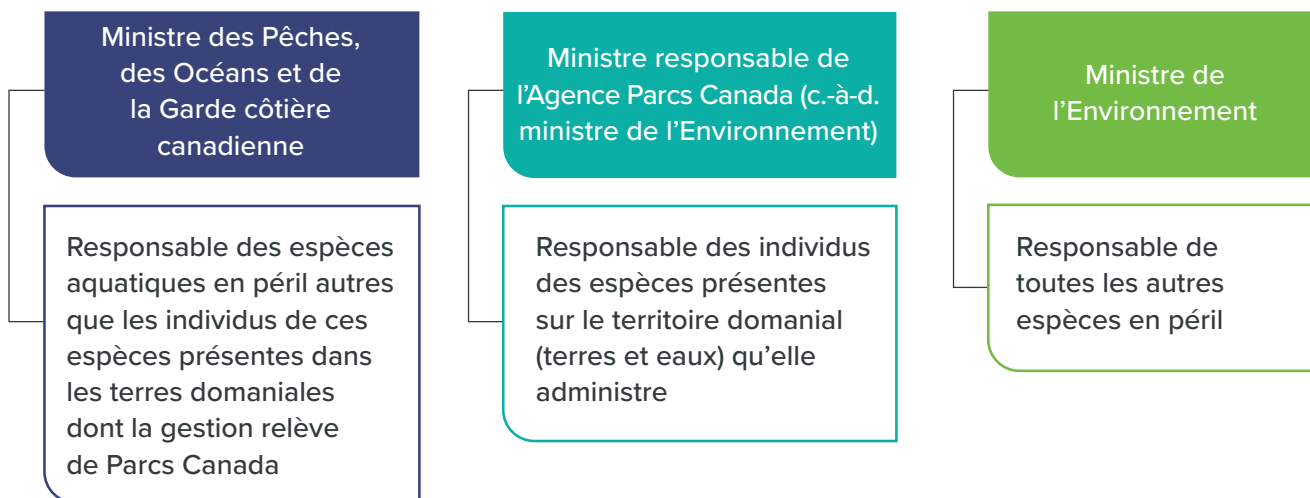 Ministre des Pêches,
des Océans et de
la Garde côtière
canadienne
Responsable des espèces
aquatiques en péril autres
que les individus de ces
espèces présentes dans
les terres domaniales
dont la gestion relève
de Parcs Canada
Ministre responsable de
l’Agence Parcs Canada (c.-à-d.
ministre de l’Environnement)
Responsable des individus
des espèces présentes
sur le territoire domanial
(terres et eaux) qu’elle
administre
Ministre de
l’Environnement
Responsable de
toutes les autres
espèces en péril